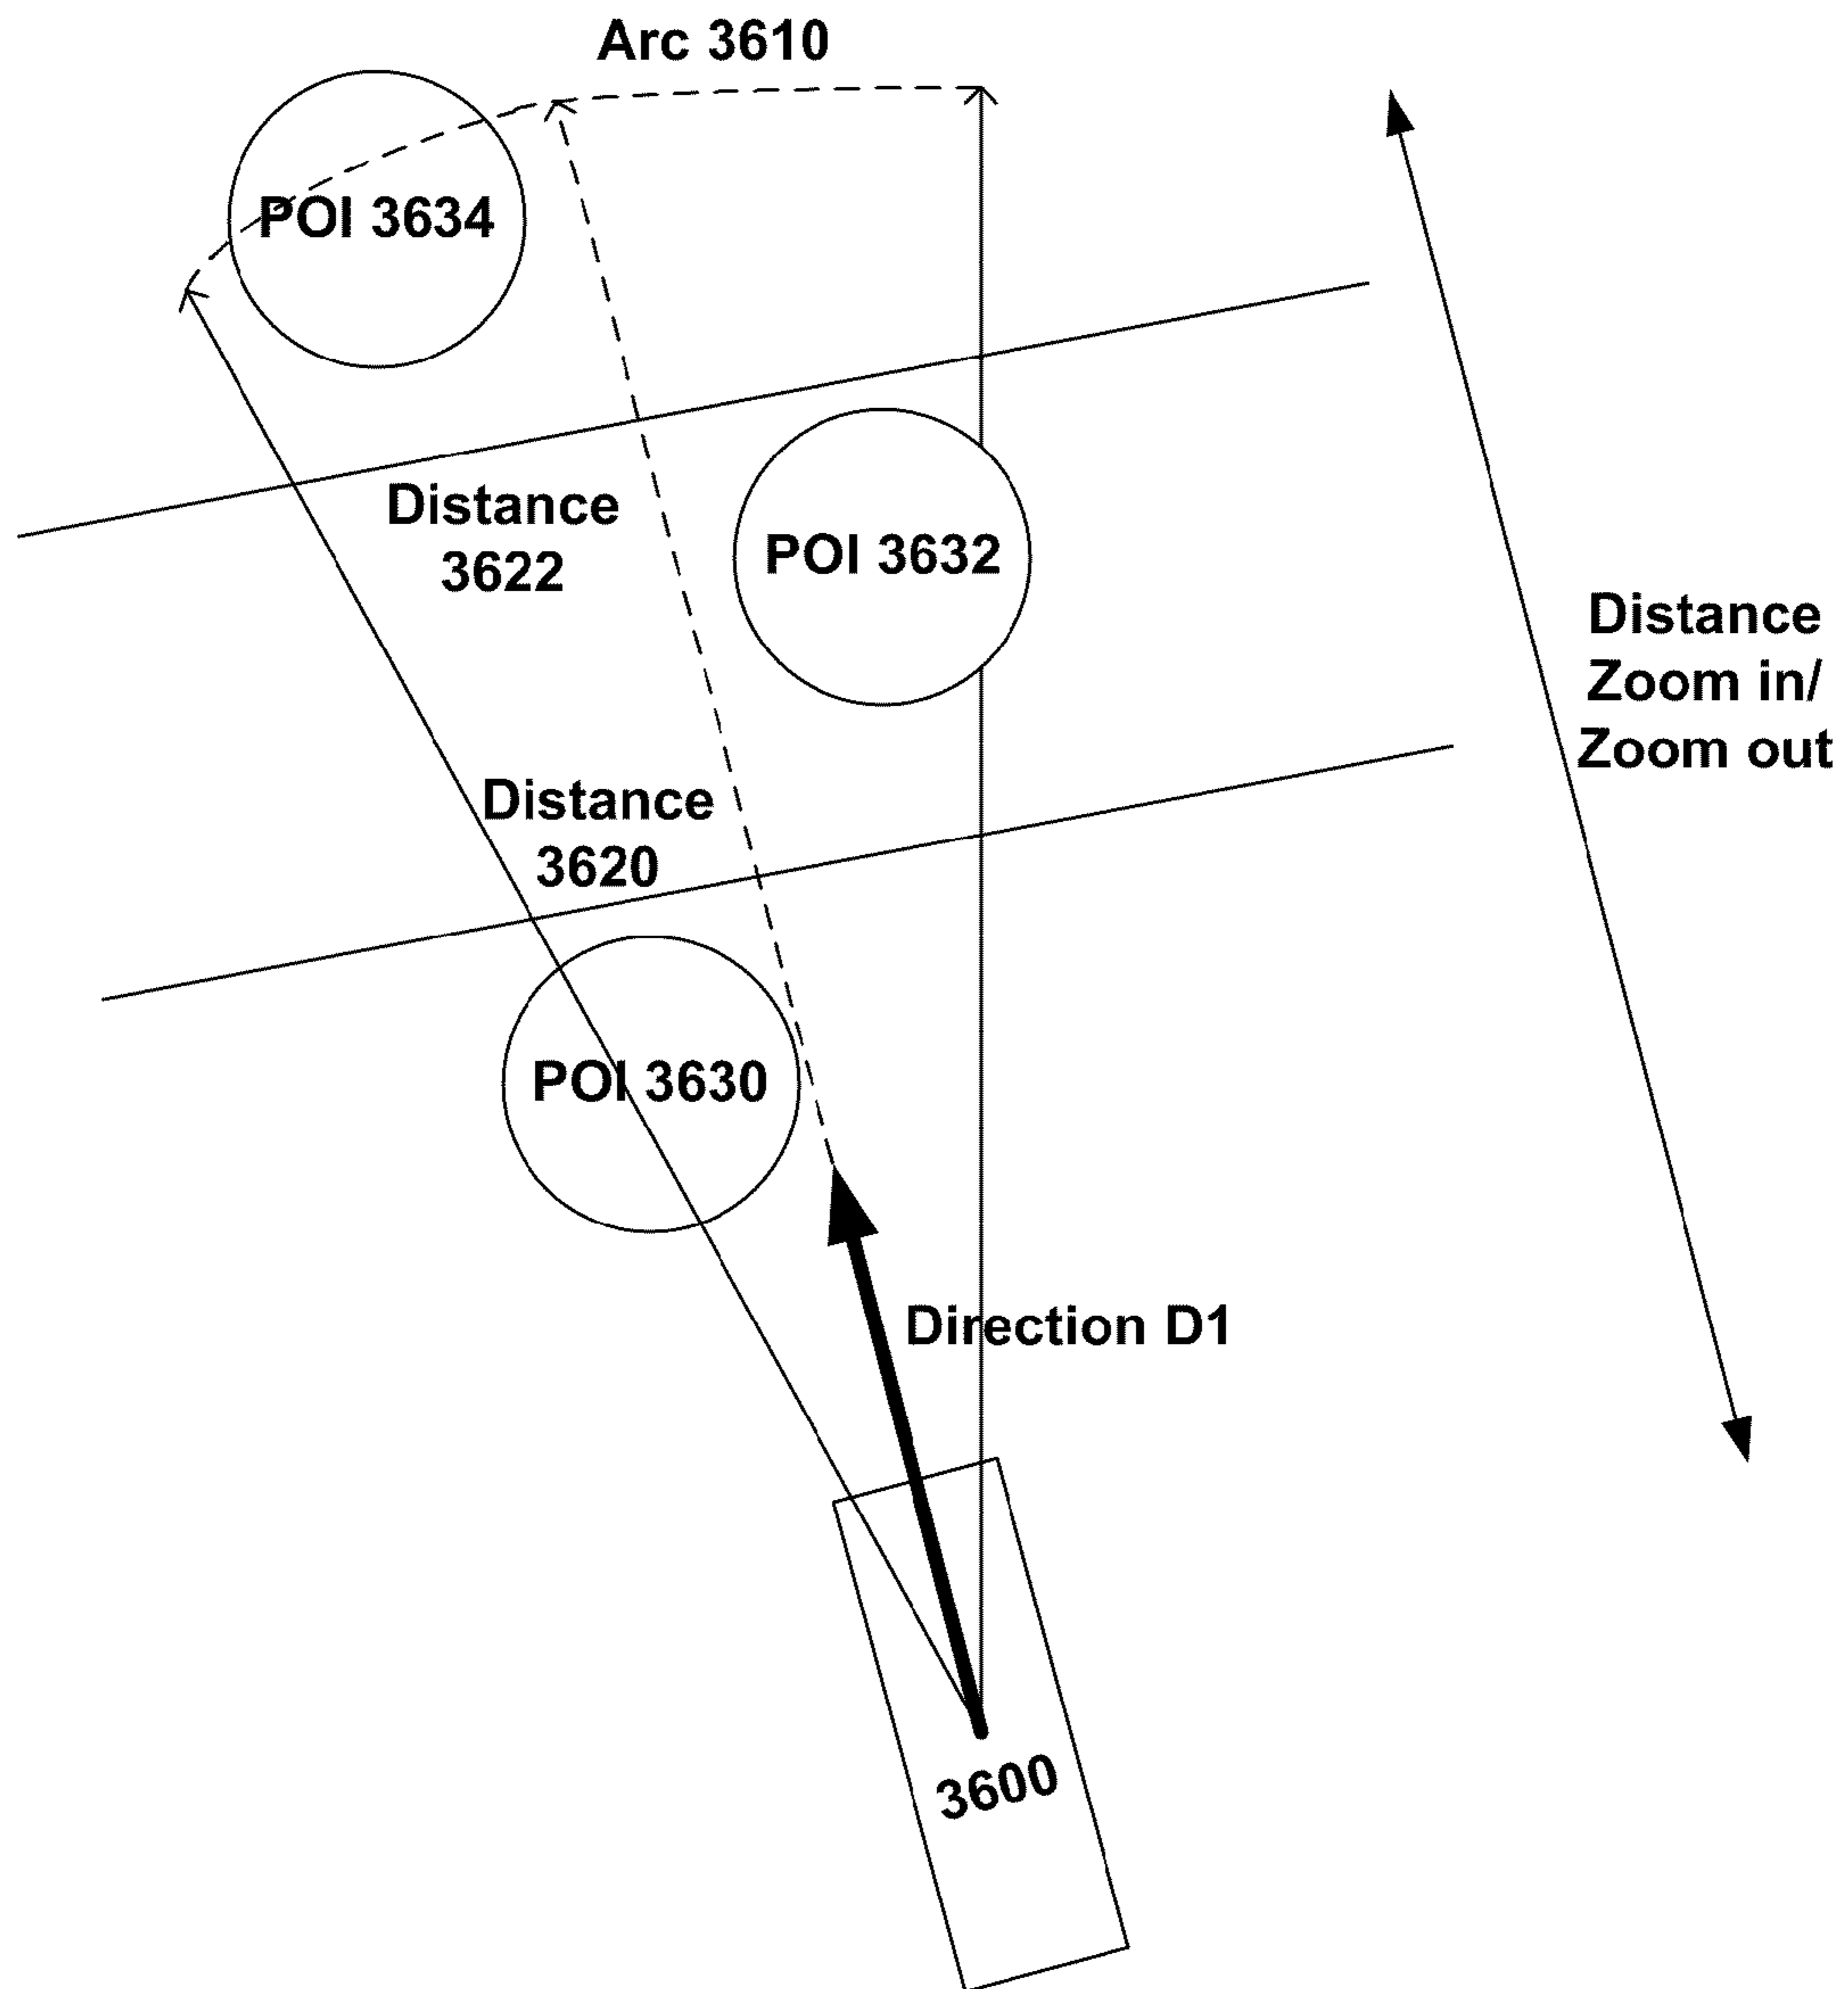 Arc 3610
POI 3634
Distance
3622
POI 3632
Distance
Zoom in/
Zoom out
Distance
3620
POI 3630
Direction D1
3600